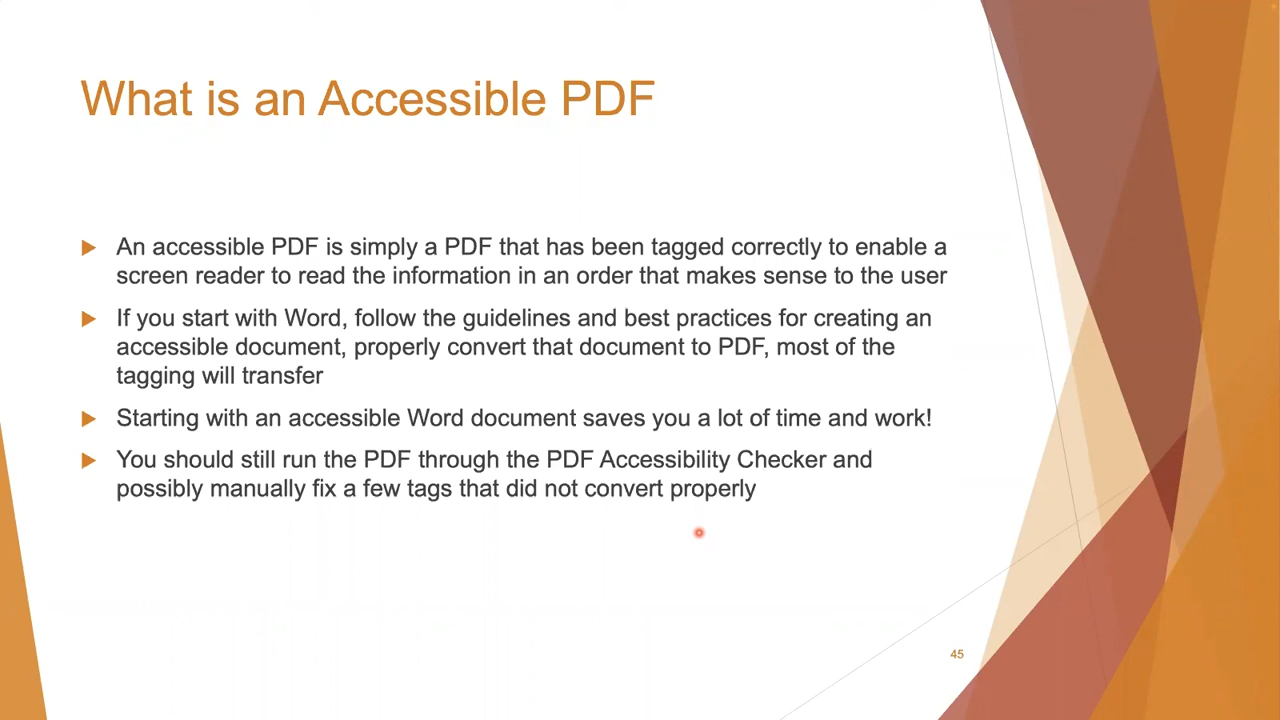 What is an Accessible PDF
An accessible PDF is simply a PDF that has been tagged correctly to enable a
screen reader to read the information in an order that makes sense to the user
If you start with Word, follow the guidelines and best practices for creating an
accessible document, properly convert that document to PDF, most of the
tagging will transfer
Starting with an accessible Word document saves you a lot of time and work!
You should still run the PDF through the PDF Accessibility Checker and
possibly manually fix a few tags that did not convert properly
45